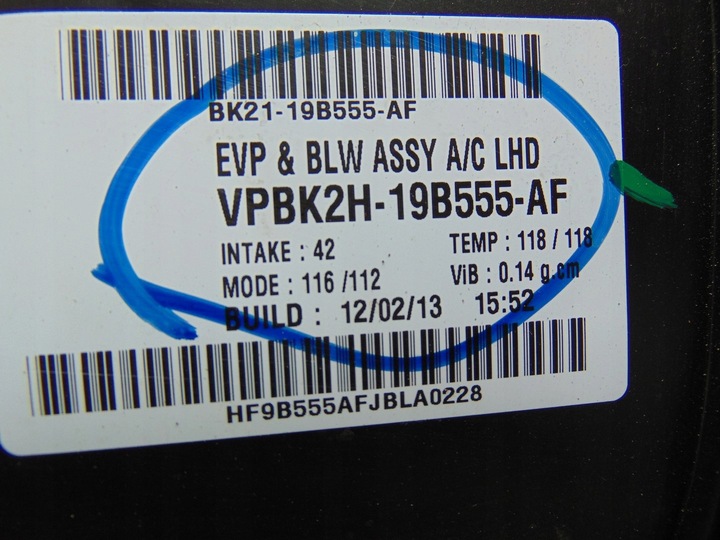 BK21-19B555-AF
EVP & BLW ASSY A/C LHD
VPBK2H-19B555-AF
INTAKE : 42 TEMP : 118 / 118
MODE : 116 /112 ViB : 0.14 g.cm
BUILD : 12/02/13 15:52
HF9B555AFJBLA0228